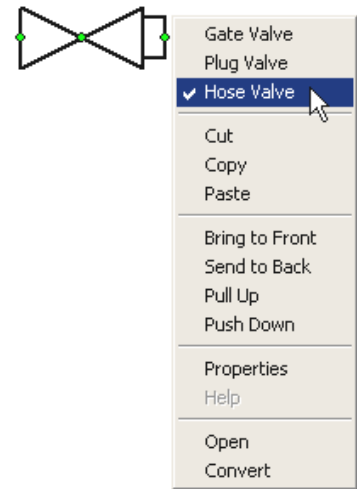 Gate Valve
Plug Valve
Hose Valve
Cut
Copy
Paste
Bring to Front
Send to Back
Pull Up
Push Down
Properties
Help
Open
Convert